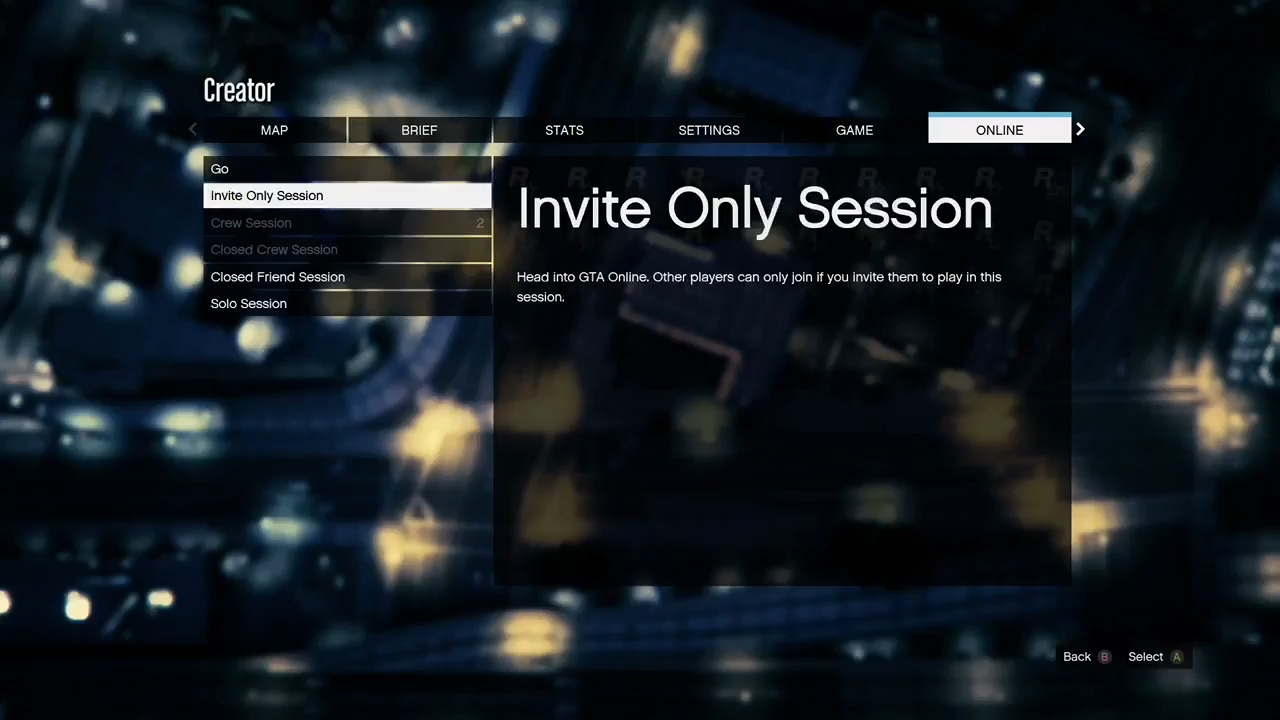 Creator
MAP
BRIEF
STATS
SETTINGS
GAME
ONLINE
Go
Invite Only Session
Crew Session 2
Closed Crew Session
Closed Friend Session
Solo Session
Invite Only Session
Head into GTA Online. Other players can only join if you invite them to play in this
session.
Back B Select A